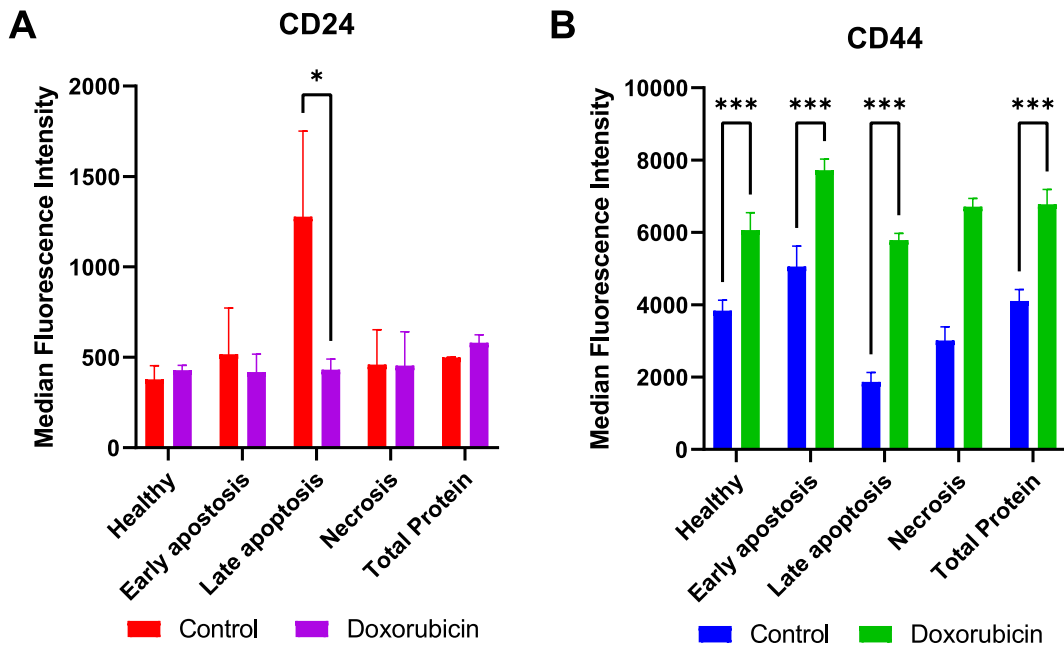 A
CD24
Median Fluorescence Intensity
2000
1500
1000
500
0
*
Healthy
Early apostosis
Late apoptosis
Necrosis
Total Protein
Control
Doxorubicin
B
CD44
Median Fluorescence Intensity
10000
8000
6000
4000
2000
0
***
***
***
***
Healthy
Early apostosis
Late apoptosis
Necrosis
Total Protein
Control
Doxorubicin